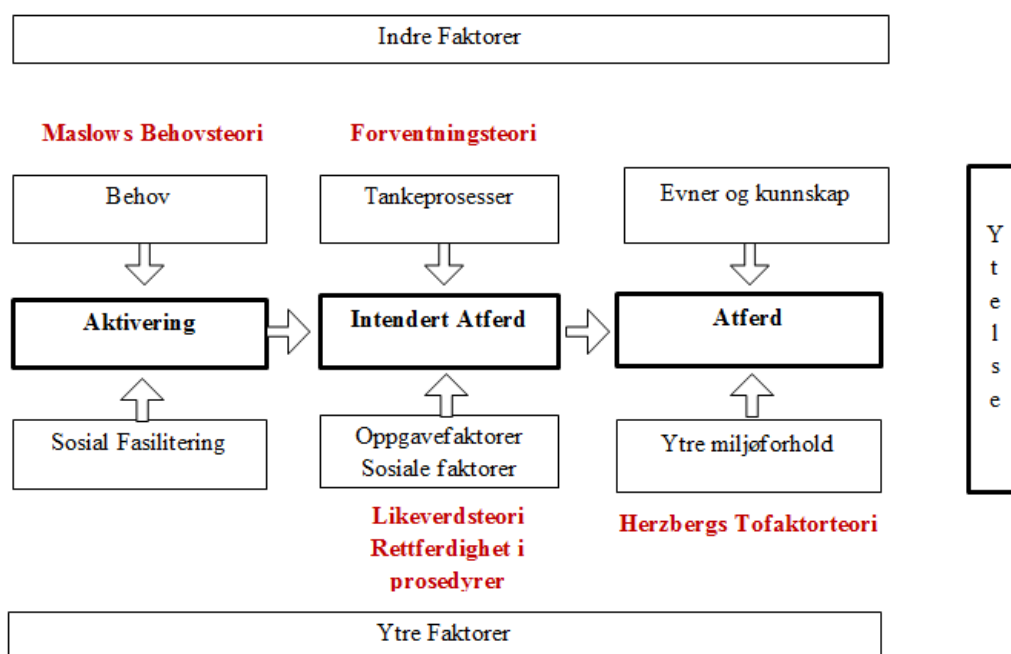 Indre Faktorer
Maslows Behovsteori
Forventningsteori
Behov
Tankeprosesser
Evner og kunnskap
Aktivering
Intendert Atferd
Atferd
Sosial Fasilitering
Oppgavefaktorer
Sosiale faktorer
Ytre miljøforhold
Likeverdsteori
Rettferdighet i
prosedyrer
Herzbergs Tofaktorteori
Ytre Faktorer
Y
t
e
l
s
e